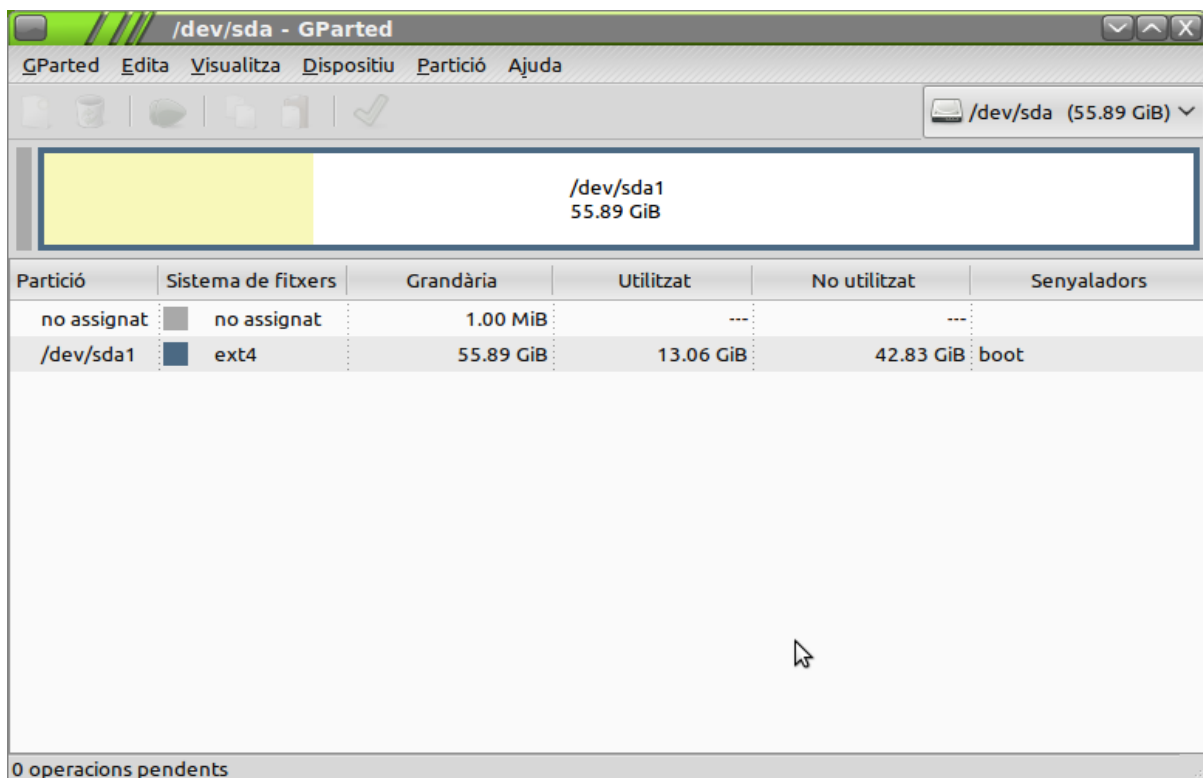 /dev/sda - GParted
GParted Edita Visualitza Dispositiu Partició Ajuda
/dev/sda (55.89 GiB)
/dev/sda1
55.89 GiB
Partició Sistema de fitxers Grandària Utilitzat No utilitzat Senyaladors
no assignat no assignat 1.00 MiB --- ---
/dev/sda1 ext4 55.89 GiB 13.06 GiB 42.83 GiB boot
0 operacions pendents